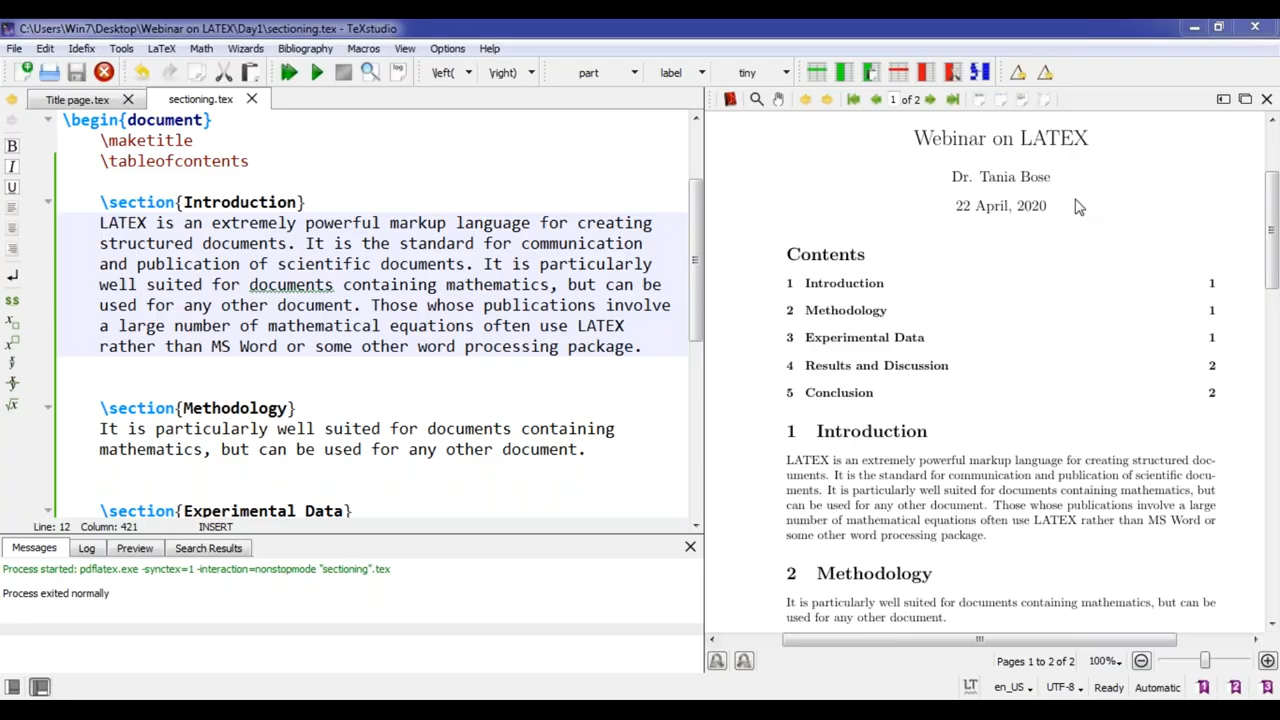 C:\Users\Win7\Desktop\Webinar on LATEX\Day1\sectioning.tex - TeXstudio
File Edit Idefix Tools LaTeX Math Wizards Bibliography Macros View Options Help
\left( \right) part label tiny
Title page.tex sectioning.tex
1 of 2
\begin{document}
\maketitle
\tableofcontents
\section{Introduction}
LATEX is an extremely powerful markup language for creating
structured documents. It is the standard for communication
and publication of scientific documents. It is particularly
well suited for documents containing mathematics, but can be
used for any other document. Those whose publications involve
a large number of mathematical equations often use LATEX
rather than MS Word or some other word processing package.
\section{Methodology}
It is particularly well suited for documents containing
mathematics, but can be used for any other document.
\section{Experimental Data}
Line: 12 Column: 421 INSERT
Messages Log Preview Search Results
Process started: pdflatex.exe -synctex=1 -interaction=nonstopmode "sectioning".tex
Process exited normally
Webinar on LATEX
Dr. Tania Bose
22 April, 2020
Contents
1 Introduction 1
2 Methodology 1
3 Experimental Data 1
4 Results and Discussion 2
5 Conclusion 2
1 Introduction
LATEX is an extremely powerful markup language for creating structured doc-
uments. It is the standard for communication and publication of scientific docu-
ments. It is particularly well suited for documents containing mathematics, but
can be used for any other document. Those whose publications involve a large
number of mathematical equations often use LATEX rather than MS Word or
some other word processing package.
2 Methodology
It is particularly well suited for documents containing mathematics, but can be
used for any other document.
Pages 1 to 2 of 2 100%
LT en_US UTF-8 Ready Automatic 1 2 3